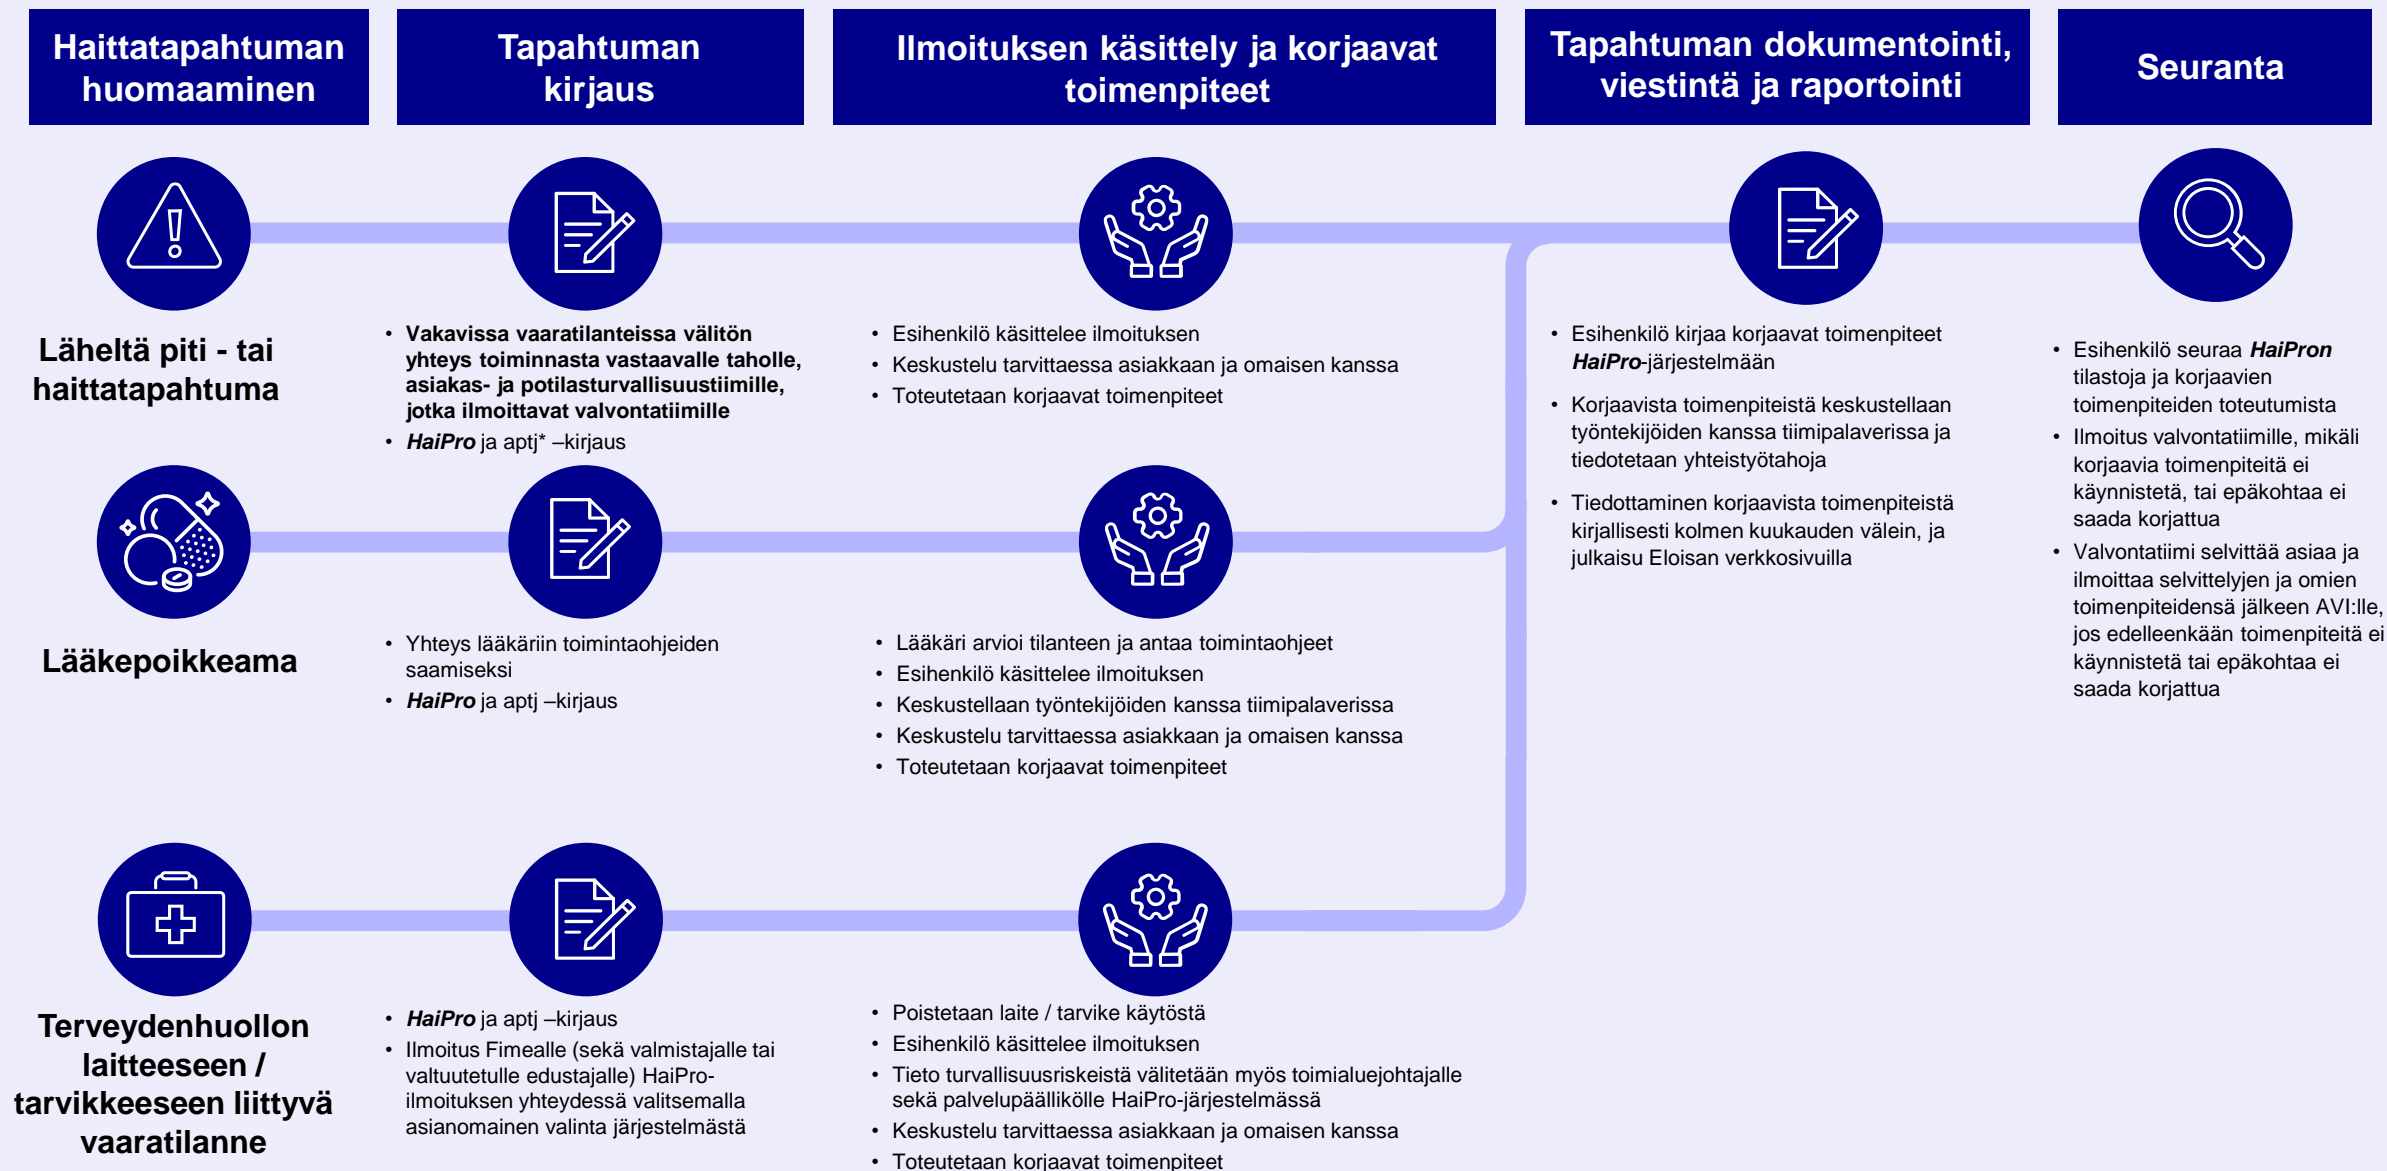 Haittatapahtuman
huomaaminen
Tapahtuman
kirjaus
Ilmoituksen käsittely ja korjaavat
toimenpiteet
Tapahtuman dokumentointi,
viestintä ja raportointi
Seuranta
Läheltä piti - tai
haittatapahtuma
• Vakavissa vaaratilanteissa välitön
yhteys toiminnasta vastaavalle taholle,
asiakas- ja potilasturvallisuustiimille,
jotka ilmoittavat valvontatiimille
• HaiPro ja aptj* –kirjaus
• Esihenkilö käsittelee ilmoituksen
• Keskustelu tarvittaessa asiakkaan ja omaisen kanssa
• Toteutetaan korjaavat toimenpiteet
• Esihenkilö kirjaa korjaavat toimenpiteet
HaiPro-järjestelmään
• Korjaavista toimenpiteistä keskustellaan
työntekijöiden kanssa tiimipalaverissa ja
tiedotetaan yhteistyötahoja
• Tiedottaminen korjaavista toimenpiteistä
kirjallisesti kolmen kuukauden välein, ja
julkaisu Eloisan verkkosivuilla
• Esihenkilö seuraa HaiPron
tilastoja ja korjaavien
toimenpiteiden toteutumista
• Ilmoitus valvontatiimille, mikäli
korjaavia toimenpiteitä ei
käynnistetä, tai epäkohtaa ei
saada korjattua
• Valvontatiimi selvittää asiaa ja
ilmoittaa selvittelyjen ja omien
toimenpiteidensä jälkeen AVI:lle,
jos edelleenkään toimenpiteitä ei
käynnistetä tai epäkohtaa ei
saada korjattua
Lääkepoikkeama
• Yhteys lääkäriin toimintaohjeiden
saamiseksi
• HaiPro ja aptj –kirjaus
• Lääkäri arvioi tilanteen ja antaa toimintaohjeet
• Esihenkilö käsittelee ilmoituksen
• Keskustellaan työntekijöiden kanssa tiimipalaverissa
• Keskustelu tarvittaessa asiakkaan ja omaisen kanssa
• Toteutetaan korjaavat toimenpiteet
Terveydenhuollon
laitteeseen /
tarvikkeeseen liittyvä
vaaratilanne
• HaiPro ja aptj –kirjaus
• Ilmoitus Fimealle (sekä valmistajalle tai
valtuutetulle edustajalle) HaiPro-
ilmoituksen yhteydessä valitsemalla
asianomainen valinta järjestelmästä
• Poistetaan laite / tarvike käytöstä
• Esihenkilö käsittelee ilmoituksen
• Tieto turvallisuusriskeistä välitetään myös toimialuejohtajalle
sekä palvelupäällikölle HaiPro-järjestelmässä
• Keskustelu tarvittaessa asiakkaan ja omaisen kanssa
• Toteutetaan korjaavat toimenpiteet